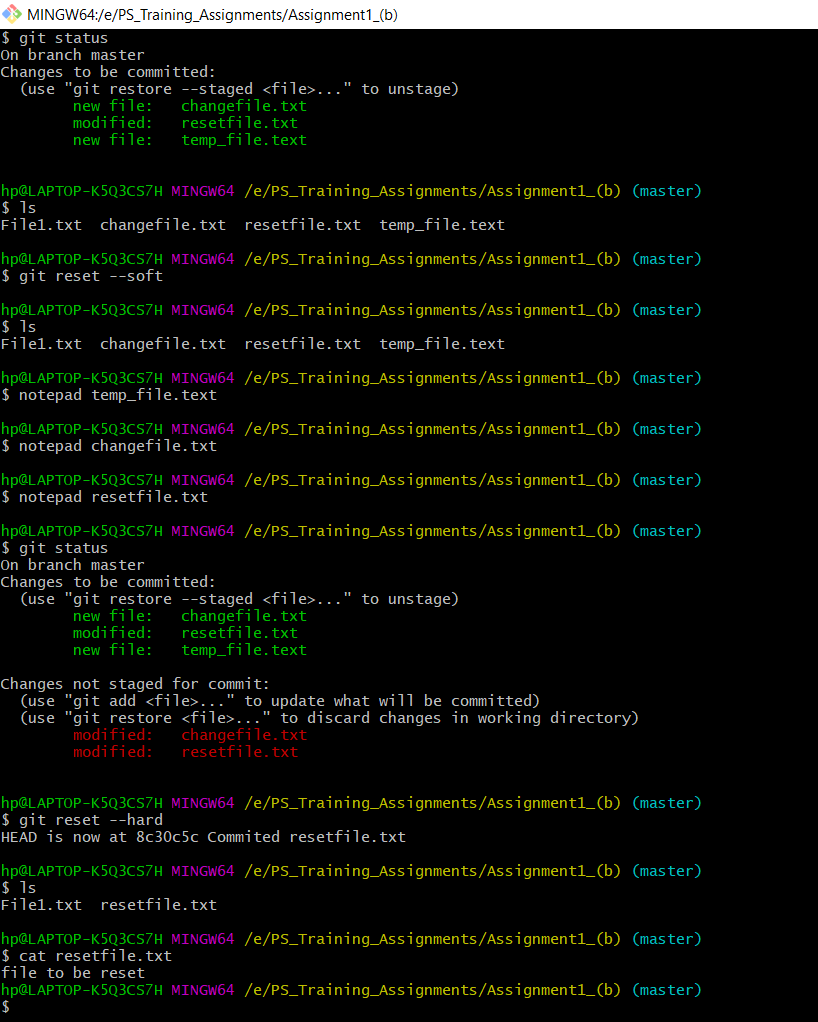 MINGW64:/e/PS_Training_Assignments/Assignment1_(b)
$ git status
On branch master
Changes to be committed:
  (use "git restore --staged <file>..." to unstage)
        new file:   changefile.txt
        modified:   resetfile.txt
        new file:   temp_file.text

hp@LAPTOP-K5Q3CS7H MINGW64 /e/PS_Training_Assignments/Assignment1_(b) (master)
$ ls
File1.txt  changefile.txt  resetfile.txt  temp_file.text

hp@LAPTOP-K5Q3CS7H MINGW64 /e/PS_Training_Assignments/Assignment1_(b) (master)
$ git reset --soft

hp@LAPTOP-K5Q3CS7H MINGW64 /e/PS_Training_Assignments/Assignment1_(b) (master)
$ ls
File1.txt  changefile.txt  resetfile.txt  temp_file.text

hp@LAPTOP-K5Q3CS7H MINGW64 /e/PS_Training_Assignments/Assignment1_(b) (master)
$ notepad temp_file.text

hp@LAPTOP-K5Q3CS7H MINGW64 /e/PS_Training_Assignments/Assignment1_(b) (master)
$ notepad changefile.txt

hp@LAPTOP-K5Q3CS7H MINGW64 /e/PS_Training_Assignments/Assignment1_(b) (master)
$ notepad resetfile.txt

hp@LAPTOP-K5Q3CS7H MINGW64 /e/PS_Training_Assignments/Assignment1_(b) (master)
$ git status
On branch master
Changes to be committed:
  (use "git restore --staged <file>..." to unstage)
        new file:   changefile.txt
        modified:   resetfile.txt
        new file:   temp_file.text

Changes not staged for commit:
  (use "git add <file>..." to update what will be committed)
  (use "git restore <file>..." to discard changes in working directory)
        modified:   changefile.txt
        modified:   resetfile.txt

hp@LAPTOP-K5Q3CS7H MINGW64 /e/PS_Training_Assignments/Assignment1_(b) (master)
$ git reset --hard
HEAD is now at 8c30c5c Commited resetfile.txt

hp@LAPTOP-K5Q3CS7H MINGW64 /e/PS_Training_Assignments/Assignment1_(b) (master)
$ ls
File1.txt  resetfile.txt

hp@LAPTOP-K5Q3CS7H MINGW64 /e/PS_Training_Assignments/Assignment1_(b) (master)
$ cat resetfile.txt
file to be reset
hp@LAPTOP-K5Q3CS7H MINGW64 /e/PS_Training_Assignments/Assignment1_(b) (master)
$